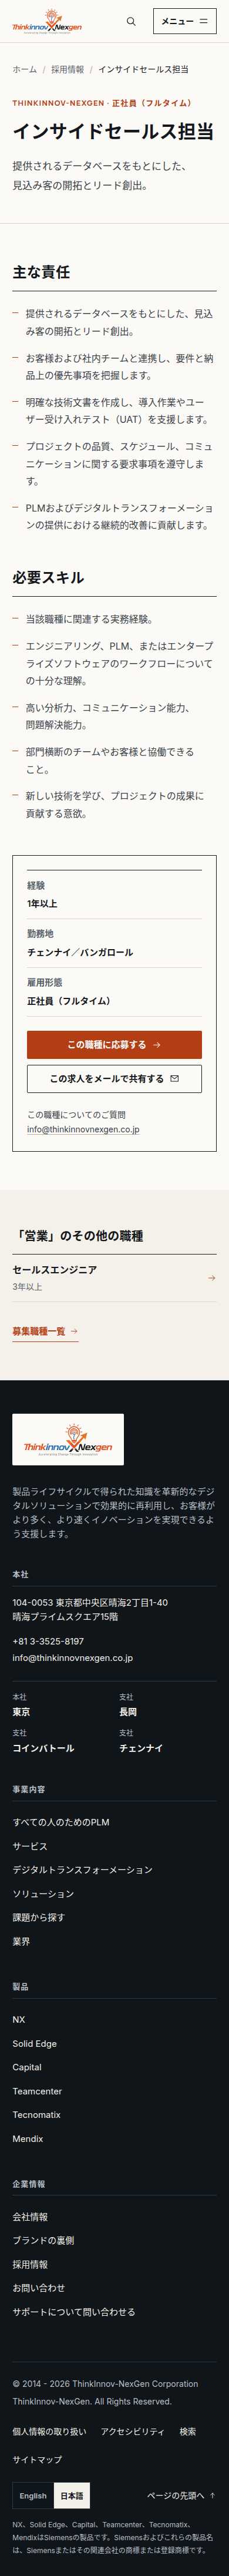 Thinkinnov Nexgen
メニュー
ホーム / 採用情報 / インサイドセールス担当
THINKINNOV-NEXGEN · 正社員（フルタイム）
インサイドセールス担当
提供されるデータベースをもとにした、
見込み客の開拓とリード創出。
主な責任
提供されるデータベースをもとにした、見込
み客の開拓とリード創出。
お客様および社内チームと連携し、要件と納
品上の優先事項を把握します。
明確な技術文書を作成し、導入作業やユー
ザー受け入れテスト（UAT）を支援します。
プロジェクトの品質、スケジュール、コミュ
ニケーションに関する要求事項を遵守しま
す。
PLMおよびデジタルトランスフォーメーショ
ンの提供における継続的改善に貢献します。
必要スキル
当該職種に関連する実務経験。
エンジニアリング、PLM、またはエンタープ
ライズソフトウェアのワークフローについて
の十分な理解。
高い分析力、コミュニケーション能力、
問題解決能力。
部門横断のチームやお客様と協働できる
こと。
新しい技術を学び、プロジェクトの成果に
貢献する意欲。
経験
1年以上
勤務地
チェンナイ／バンガロール
雇用形態
正社員（フルタイム）
この職種に応募する →
この求人をメールで共有する
この職種についてのご質問
info@thinkinnovnexgen.co.jp
「営業」のその他の職種
セールスエンジニア
3年以上
→
募集職種一覧 →
Thinkinnov Nexgen
製品ライフサイクルで得られた知識を革新的なデジ
タルソリューションで効果的に再利用し、お客様が
より多く、より速くイノベーションを実現できるよ
う支援します。
本社
104-0053 東京都中央区晴海2丁目1-40
晴海プライムスクエア15階
+81 3-3525-8197
info@thinkinnovnexgen.co.jp
本社 支社
東京 長岡
支社 支社
コインバトール チェンナイ
事業内容
すべての人のためのPLM
サービス
デジタルトランスフォーメーション
ソリューション
課題から探す
業界
製品
NX
Solid Edge
Capital
Teamcenter
Tecnomatix
Mendix
企業情報
会社情報
ブランドの裏側
採用情報
お問い合わせ
サポートについて問い合わせる
© 2014 - 2026 ThinkInnov-NexGen Corporation
ThinkInnov-NexGen. All Rights Reserved.
個人情報の取り扱い アクセシビリティ 検索
サイトマップ
English 日本語 ページの先頭へ ↑
NX、Solid Edge、Capital、Teamcenter、Tecnomatix、
MendixはSiemensの製品です。Siemensおよびこれらの製品名
は、Siemensまたはその関連会社の商標または登録商標です。